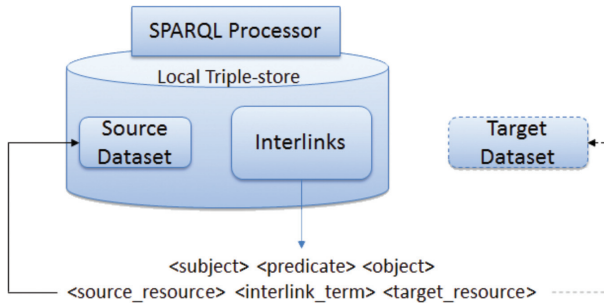 SPARQL Processor
Local Triple-store
Source
Dataset
Interlinks
Target
Dataset
<subject> <predicate> <object>
<source_resource> <interlink_term> <target_resource>